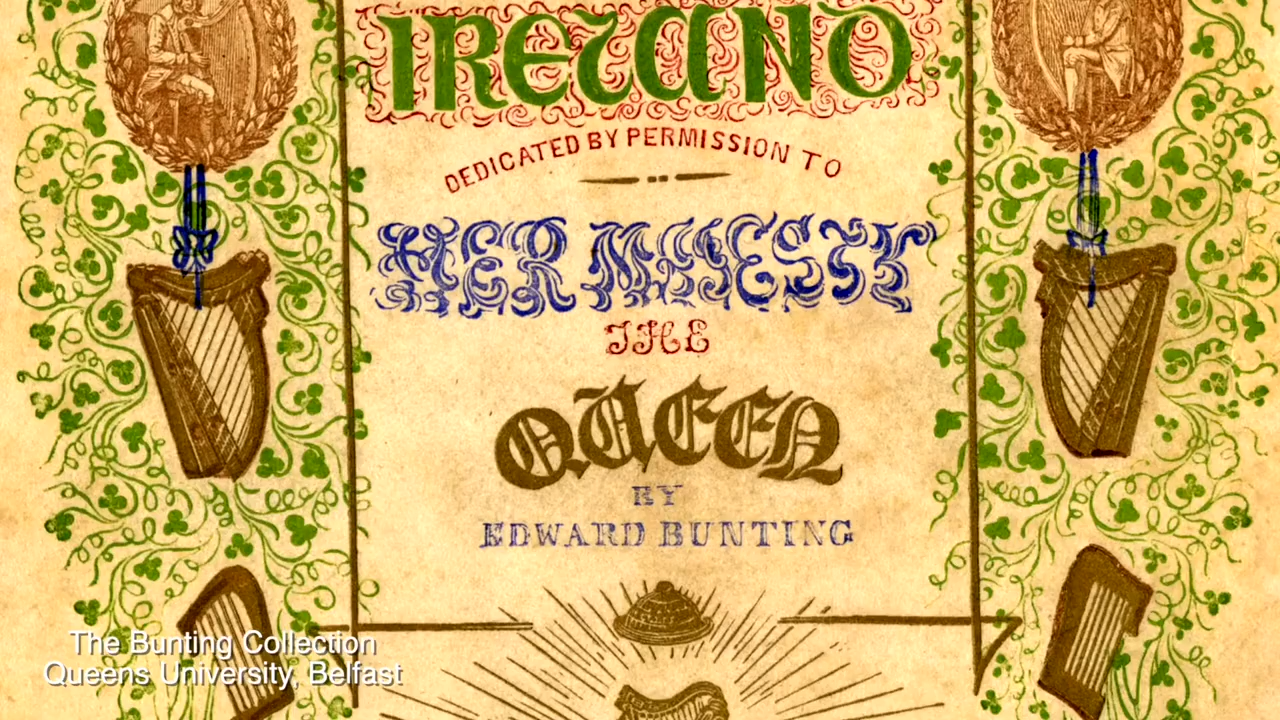 IRELAND
DEDICATED BY PERMISSION TO
HER MAJESTY
THE
QUEEN
BY
EDWARD BUNTING
The Bunting Collection
Queens University, Belfast